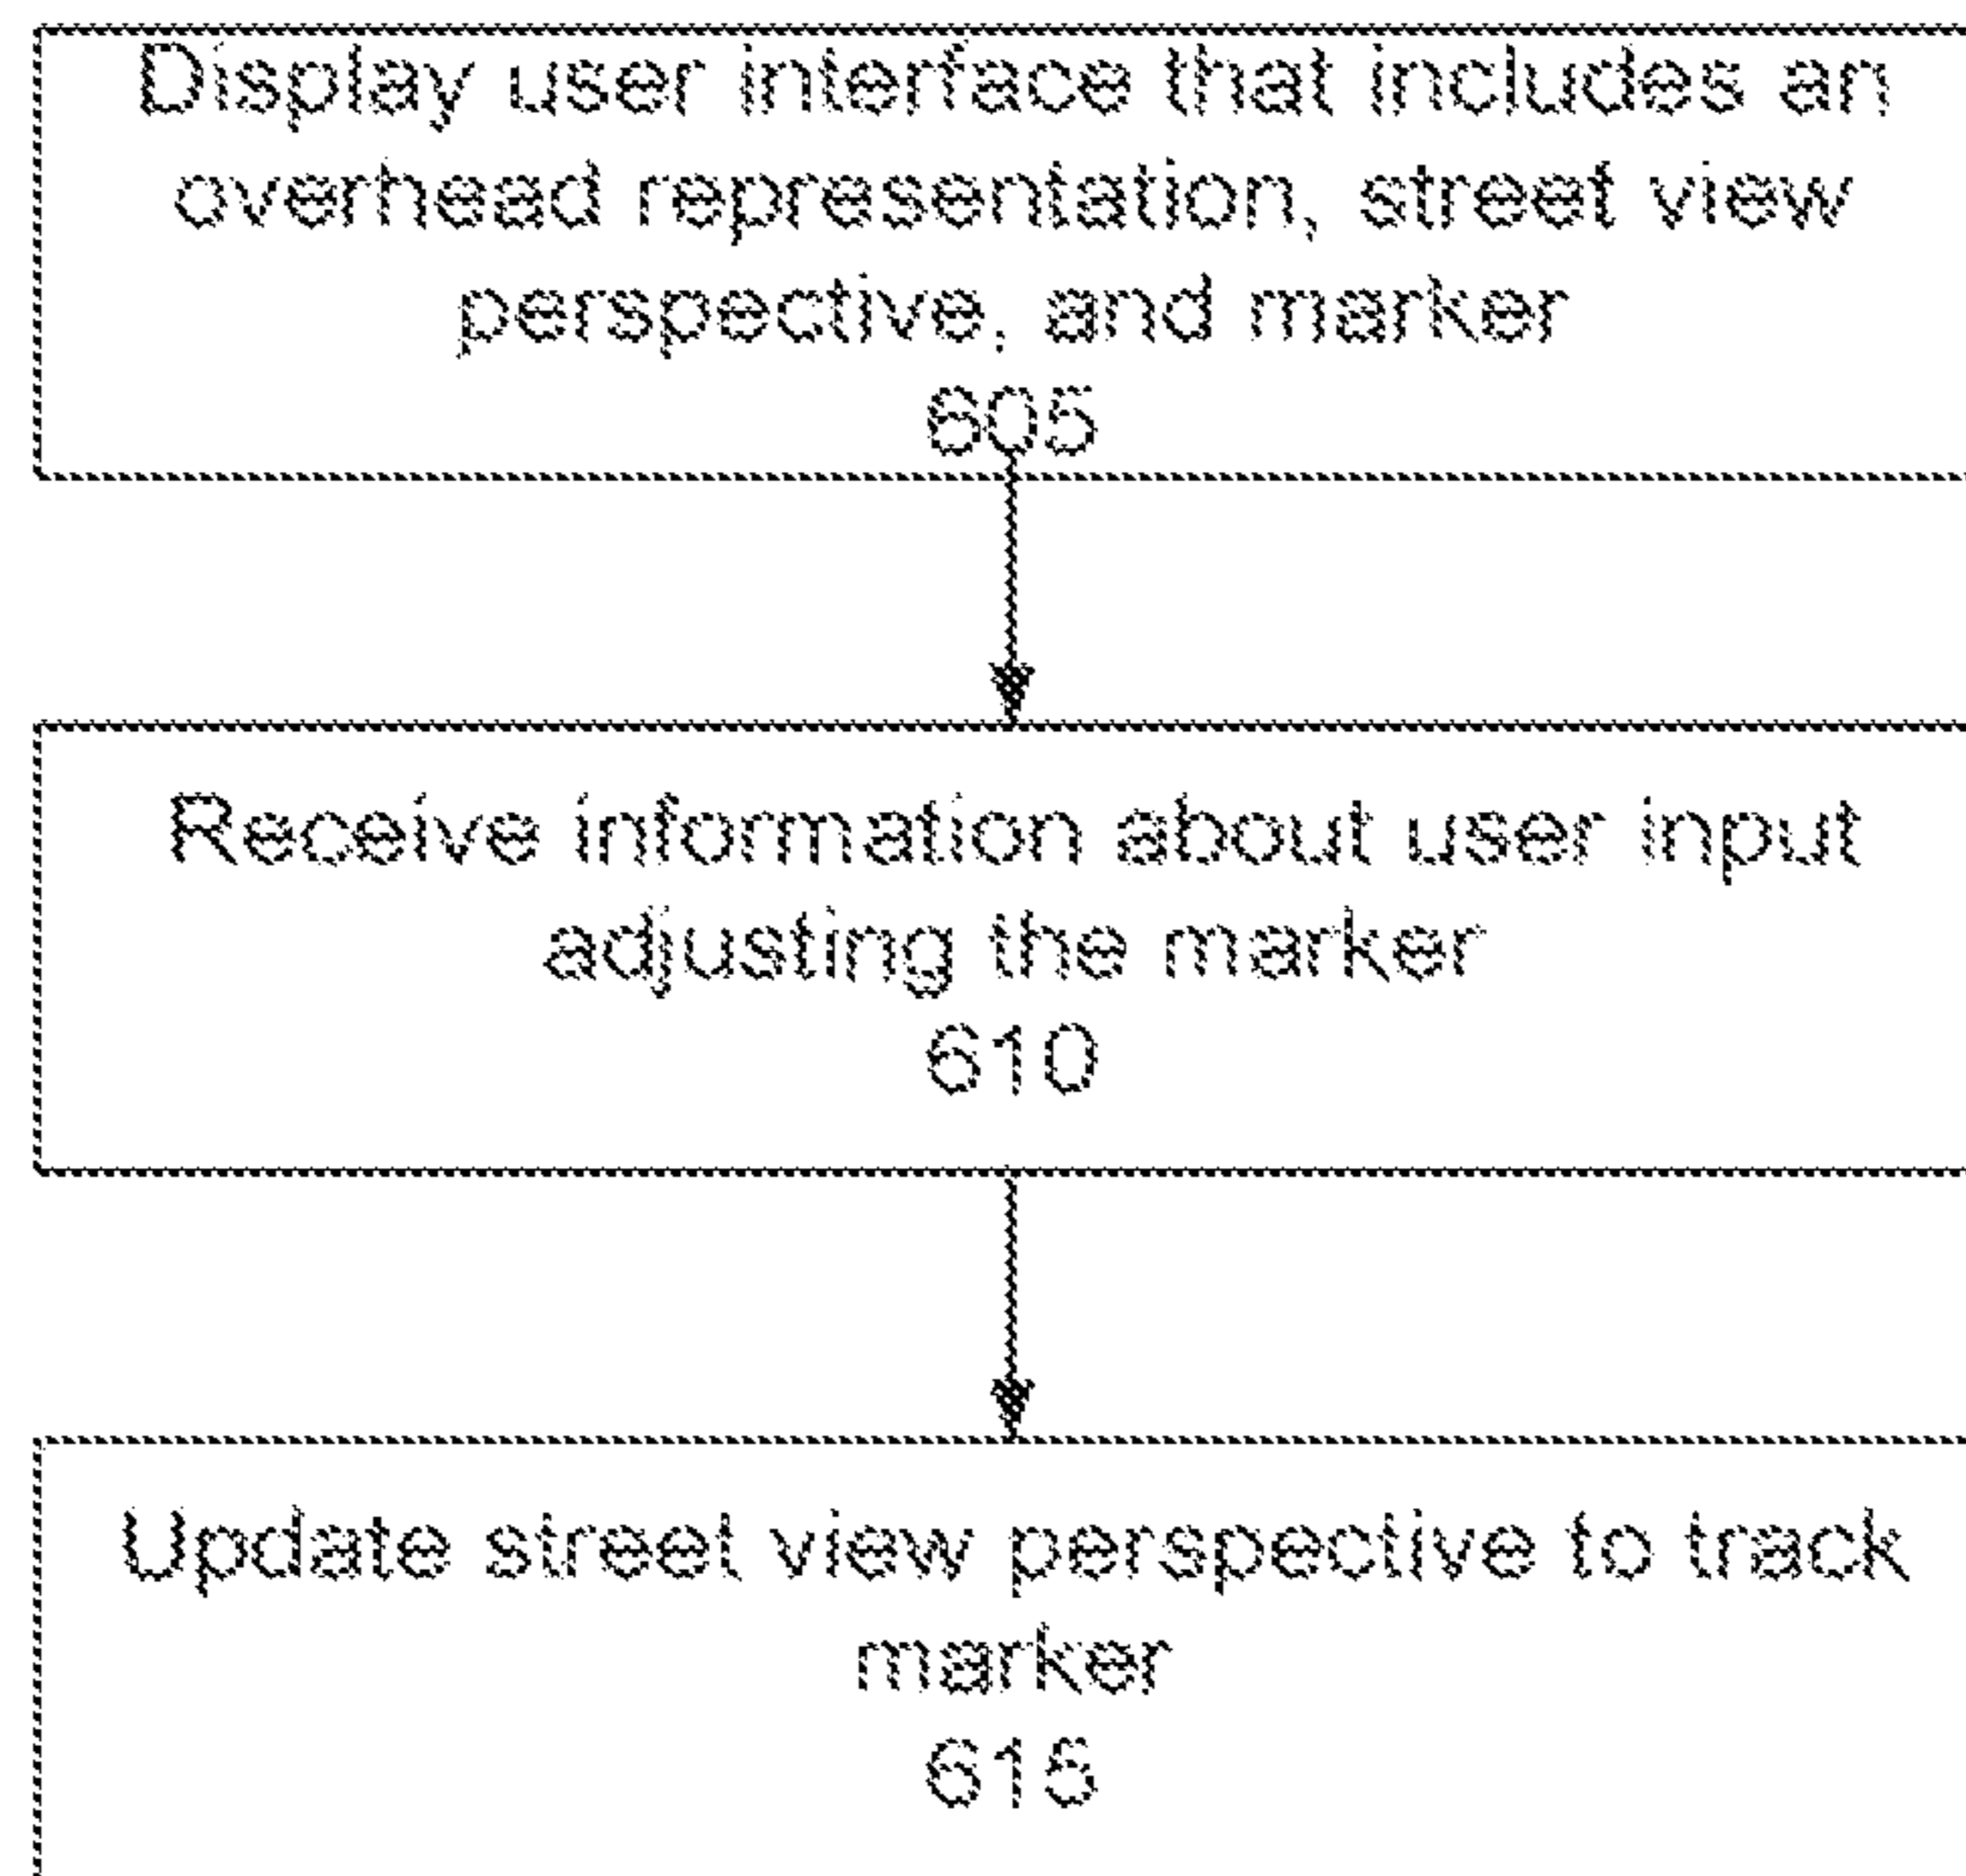 Display user interface that includes an
overhead representation, street view
perspective, and marker
605
Receive information about user input
adjusting the marker
610
Update street view perspective to track
marker
615